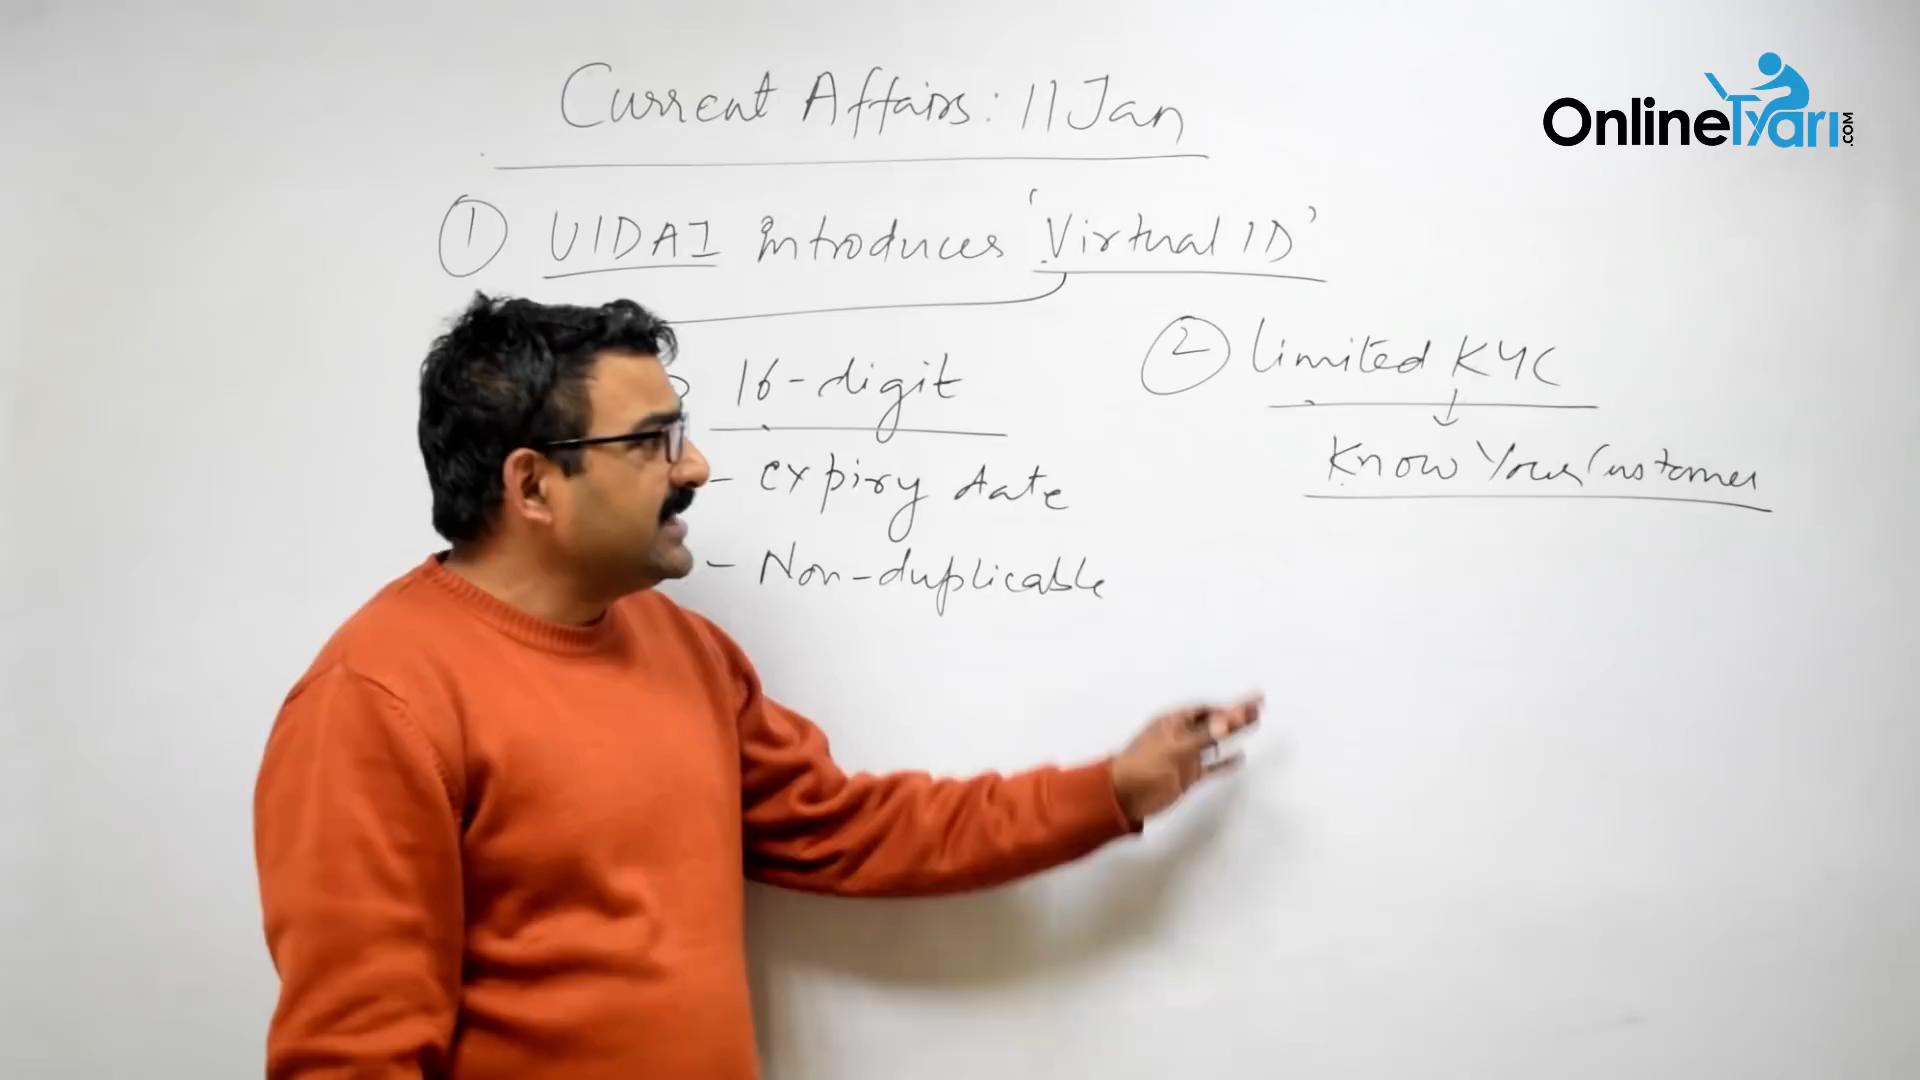 Current Affairs: 11 Jan
OnlineTyari.COM
1 UIDAI introduces 'Virtual ID'
16-digit
- expiry date
- Non-duplicable
2 limited KYC
Know Your Customer